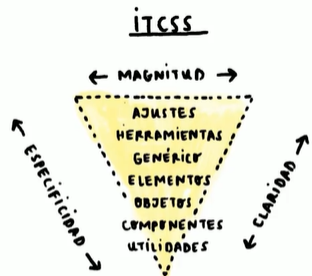 iTCSS
← MAGNiTUD →
AJUSTES
HERRAMiENTAS
GENÉRiCO
ELEMENTOS
OBJETOS
COMPONENTES
UTiLiDADES
← ESPECiFiCiDAD →
← CLARiDAD →